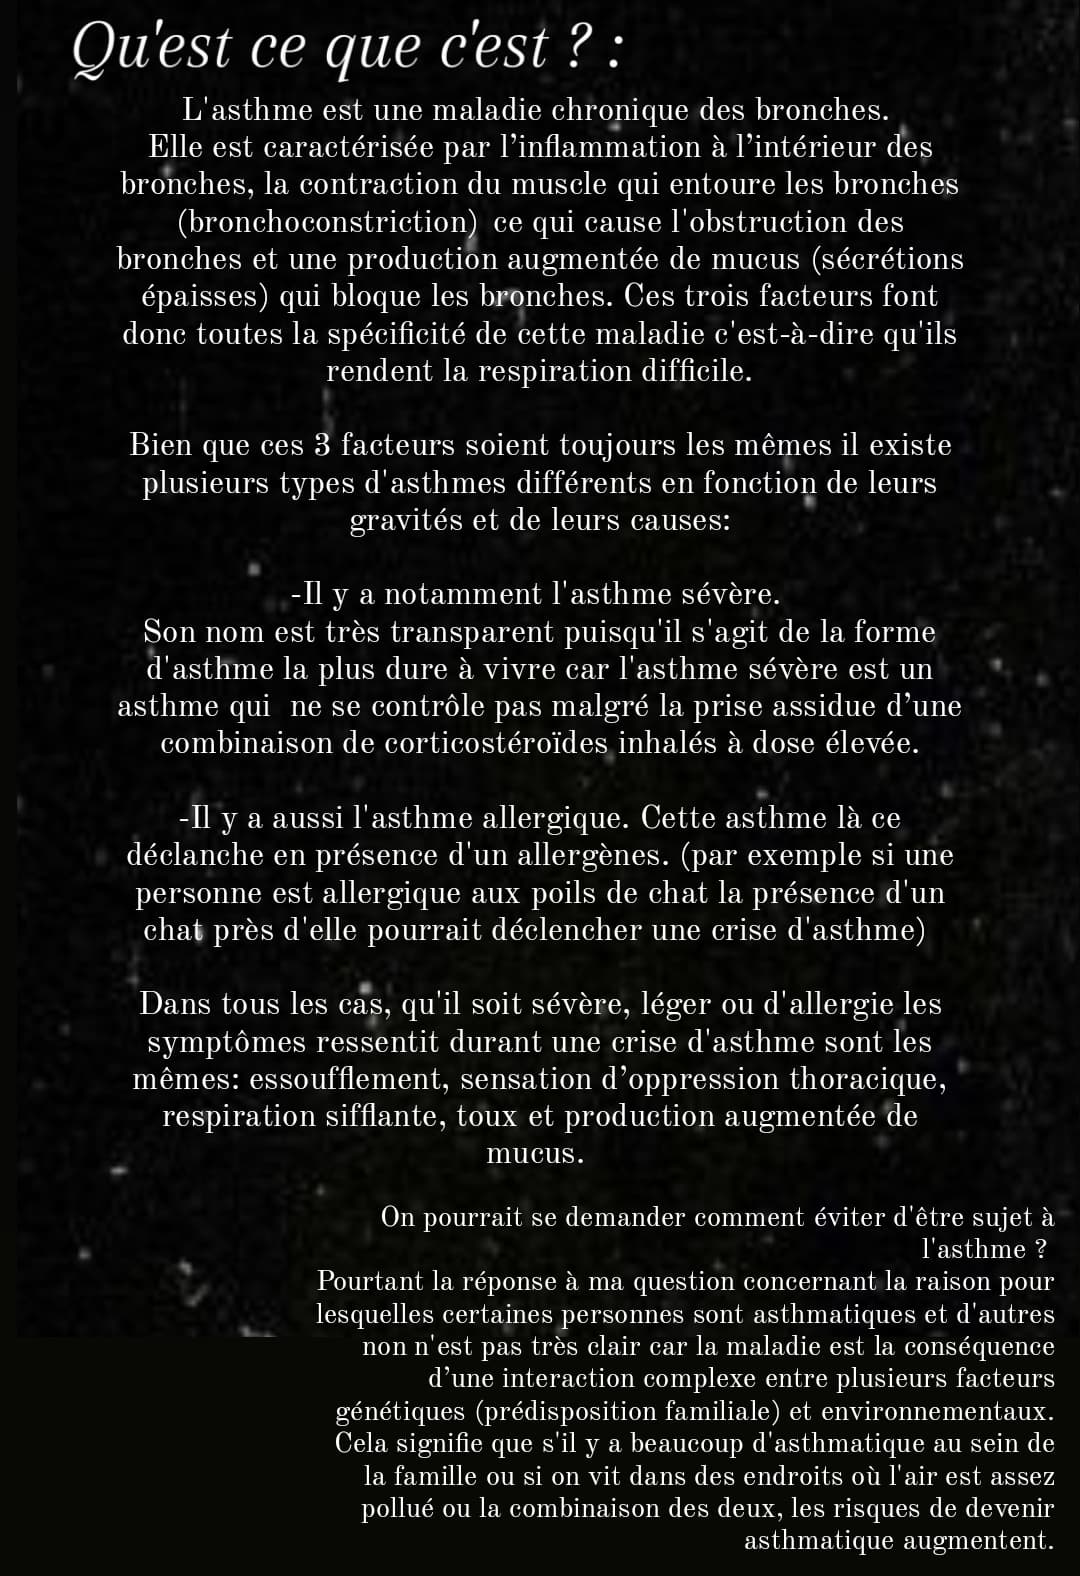 Qu'est ce que c'est ? :
L'asthme est une maladie chronique des bronches.
Elle est caractérisée par l’inflammation à l’intérieur des
bronches, la contraction du muscle qui entoure les bronches
(bronchoconstriction) ce qui cause l'obstruction des
bronches et une production augmentée de mucus (sécrétions
épaisses) qui bloque les bronches. Ces trois facteurs font
donc toutes la spécificité de cette maladie c'est-à-dire qu'ils
rendent la respiration difficile.
Bien que ces 3 facteurs soient toujours les mêmes il existe
plusieurs types d'asthmes différents en fonction de leurs
gravités et de leurs causes:
-Il y a notamment l'asthme sévère.
Son nom est très transparent puisqu'il s'agit de la forme
d'asthme la plus dure à vivre car l'asthme sévère est un
asthme qui ne se contrôle pas malgré la prise assidue d’une
combinaison de corticostéroïdes inhalés à dose élevée.
-Il y a aussi l'asthme allergique. Cette asthme là ce
déclanche en présence d'un allergènes. (par exemple si une
personne est allergique aux poils de chat la présence d'un
chat près d'elle pourrait déclencher une crise d'asthme)
Dans tous les cas, qu'il soit sévère, léger ou d'allergie les
symptômes ressentit durant une crise d'asthme sont les
mêmes: essoufflement, sensation d’oppression thoracique,
respiration sifflante, toux et production augmentée de
mucus.
On pourrait se demander comment éviter d'être sujet à
l'asthme ?
Pourtant la réponse à ma question concernant la raison pour
lesquelles certaines personnes sont asthmatiques et d'autres
non n'est pas très clair car la maladie est la conséquence
d’une interaction complexe entre plusieurs facteurs
génétiques (prédisposition familiale) et environnementaux.
Cela signifie que s'il y a beaucoup d'asthmatique au sein de
la famille ou si on vit dans des endroits où l'air est assez
pollué ou la combinaison des deux, les risques de devenir
asthmatique augmentent.